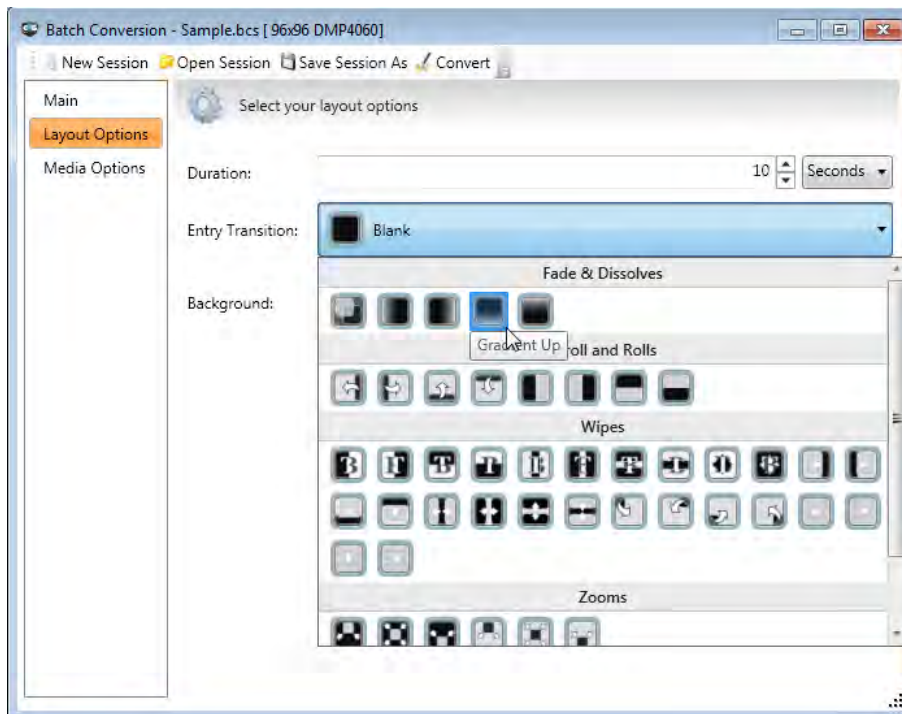 Batch Conversion - Sample.bcs [ 96x96 DMP4060]
New Session Open Session Save Session As Convert
Main
Select your layout options
Layout Options
Media Options
Duration: 10 Seconds
Entry Transition: Blank
Fade & Dissolves
Background:
Gradient Up
roll and Rolls
Wipes
Zooms